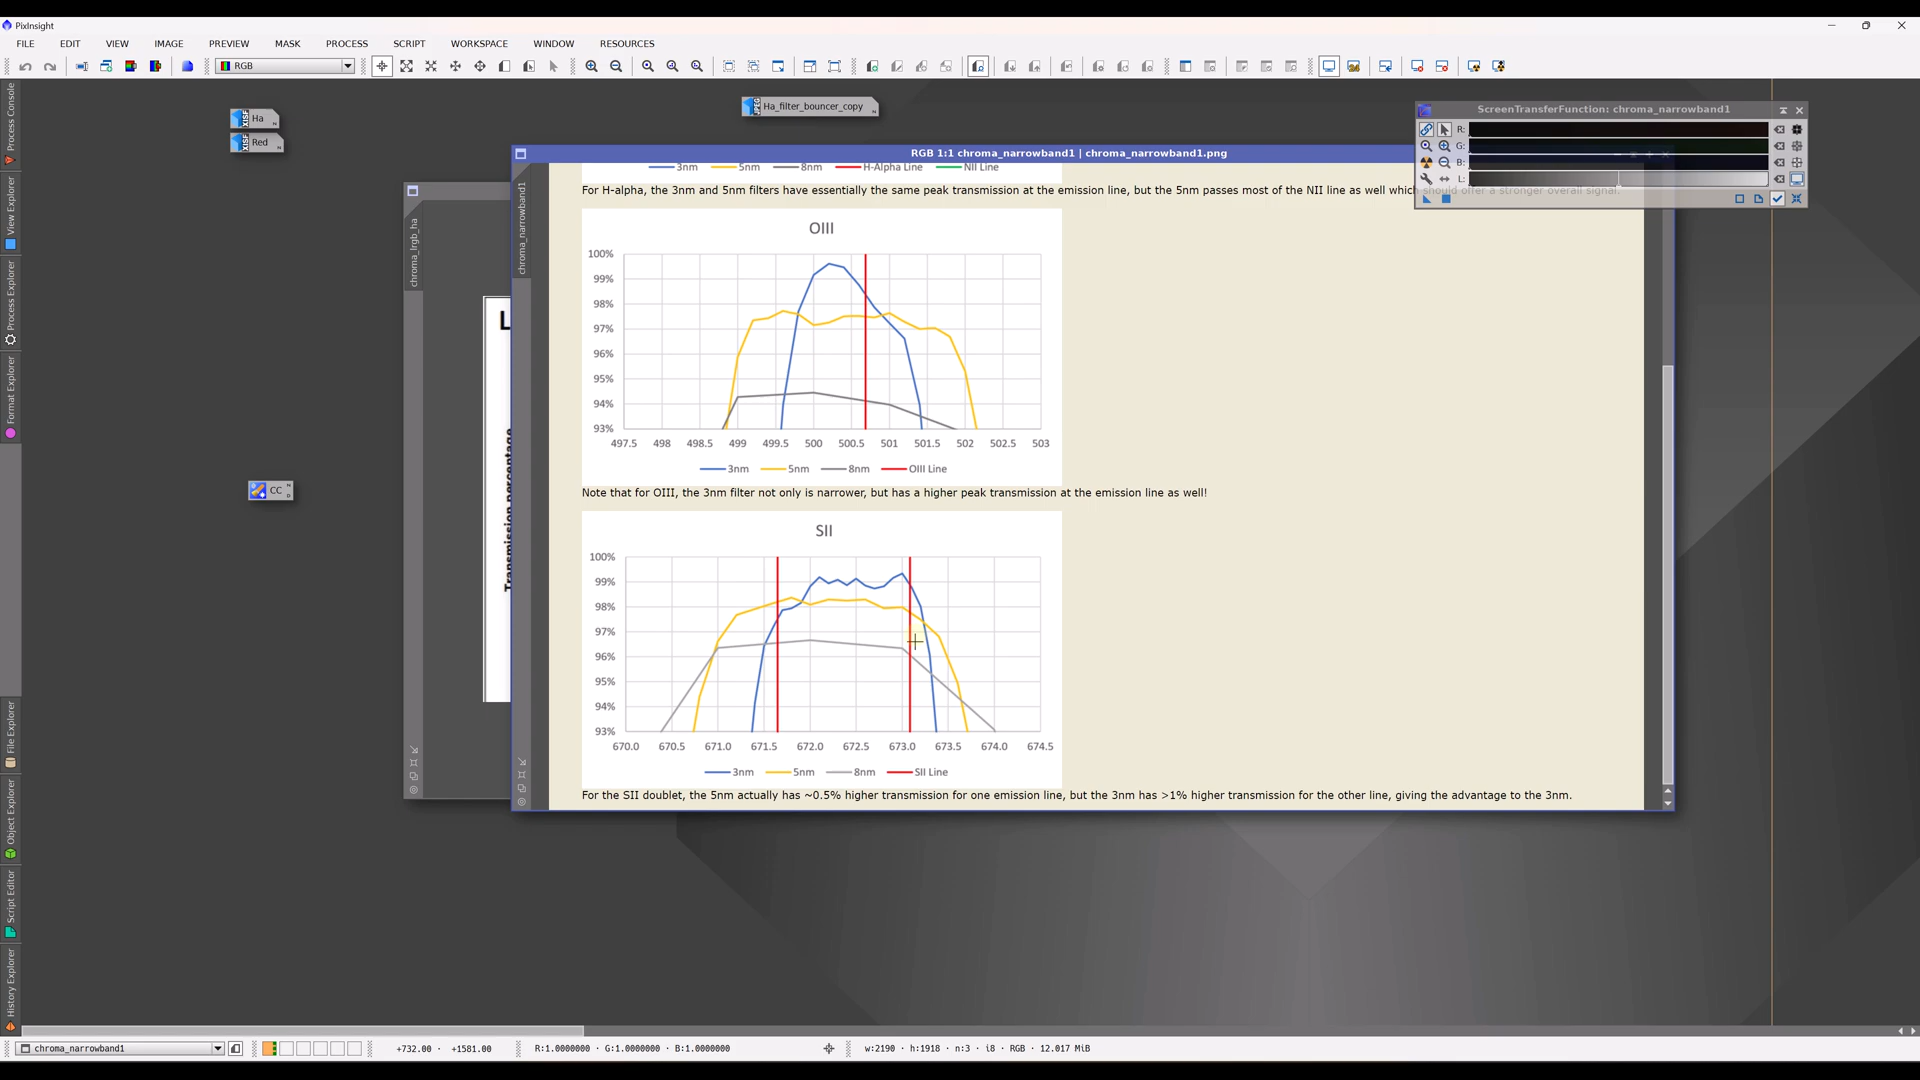 PixInsight
FILE EDIT VIEW IMAGE PREVIEW MASK PROCESS SCRIPT WORKSPACE WINDOW RESOURCES
RGB
Process Console
View Explorer
Process Explorer
Format Explorer
File Explorer
Object Explorer
Script Editor
History Explorer
XISF Ha
XISF Red
CC
JPEG Ha_filter_bouncer_copy
ScreenTransferFunction: chroma_narrowband1
R:
G:
B:
L:
chroma_lrgb_ha
L
Transmission percentage
RGB 1:1 chroma_narrowband1 | chroma_narrowband1.png
chroma_narrowband1
3nm 5nm 8nm H-Alpha Line NII Line
For H-alpha, the 3nm and 5nm filters have essentially the same peak transmission at the emission line, but the 5nm passes most of the NII line as well which should offer a stronger overall signal.
OIII
100%
99%
98%
97%
96%
95%
94%
93%
497.5 498 498.5 499 499.5 500 500.5 501 501.5 502 502.5 503
3nm 5nm 8nm OIII Line
Note that for OIII, the 3nm filter not only is narrower, but has a higher peak transmission at the emission line as well!
SII
100%
99%
98%
97%
96%
95%
94%
93%
670.0 670.5 671.0 671.5 672.0 672.5 673.0 673.5 674.0 674.5
3nm 5nm 8nm SII Line
For the SII doublet, the 5nm actually has ~0.5% higher transmission for one emission line, but the 3nm has >1% higher transmission for the other line, giving the advantage to the 3nm.
chroma_narrowband1
+732.00 · +1581.00
R:1.0000000 · G:1.0000000 · B:1.0000000
w:2190 · h:1918 · n:3 · i8 · RGB · 12.017 MiB